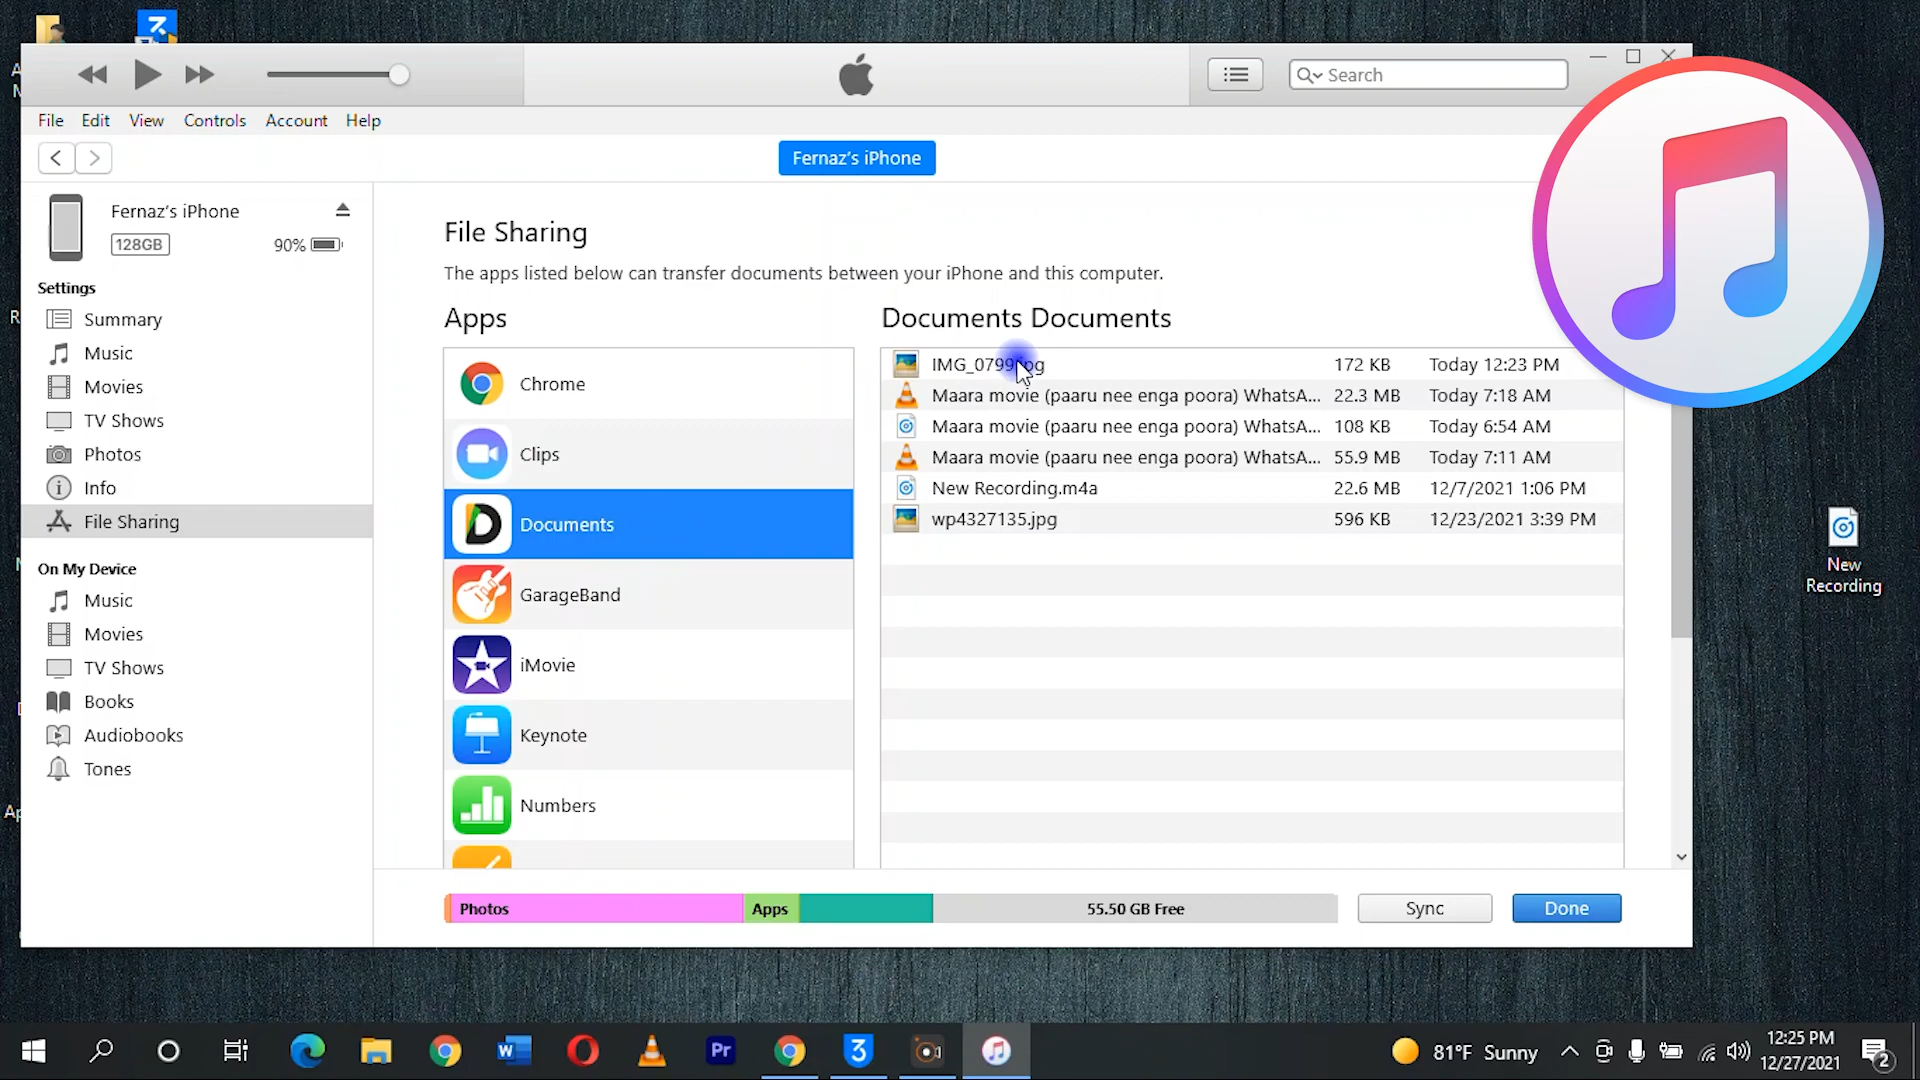 Search
File Edit View Controls Account Help
Fernaz's iPhone
Fernaz's iPhone
128GB
90%
Settings
Summary
Music
Movies
TV Shows
Photos
Info
File Sharing
On My Device
Music
Movies
TV Shows
Books
Audiobooks
Tones
File Sharing
The apps listed below can transfer documents between your iPhone and this computer.
Apps
Chrome
Clips
Documents
GarageBand
iMovie
Keynote
Numbers
Documents Documents
IMG_0799.jpg 172 KB Today 12:23 PM
Maara movie (paaru nee enga poora) WhatsA... 22.3 MB Today 7:18 AM
Maara movie (paaru nee enga poora) WhatsA... 108 KB Today 6:54 AM
Maara movie (paaru nee enga poora) WhatsA... 55.9 MB Today 7:11 AM
New Recording.m4a 22.6 MB 12/7/2021 1:06 PM
wp4327135.jpg 596 KB 12/23/2021 3:39 PM
Photos Apps 55.50 GB Free Sync Done
New
Recording
81°F Sunny
12:25 PM
12/27/2021
2